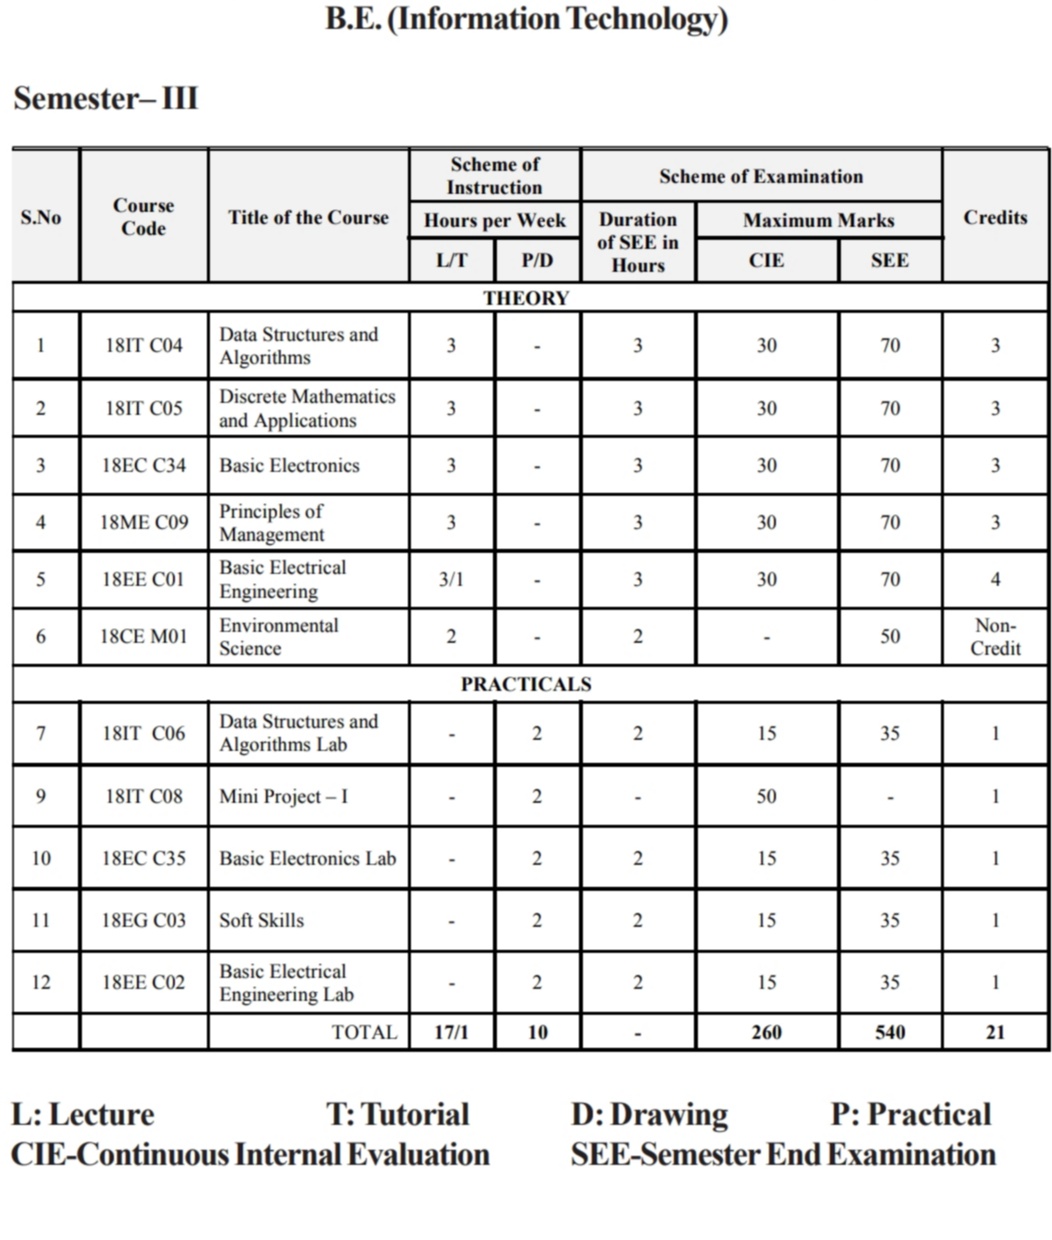 B.E. (Information Technology)
Semester– III
S.No
Course
Code
Title of the Course
Scheme of
Instruction
Scheme of Examination
Credits
Hours per Week
Duration
of SEE in
Hours
Maximum Marks
L/T
P/D
CIE
SEE
THEORY
1 18IT C04 Data Structures and
Algorithms 3 - 3 30 70 3
2 18IT C05 Discrete Mathematics
and Applications 3 - 3 30 70 3
3 18EC C34 Basic Electronics 3 - 3 30 70 3
4 18ME C09 Principles of
Management 3 - 3 30 70 3
5 18EE C01 Basic Electrical
Engineering 3/1 - 3 30 70 4
6 18CE M01 Environmental
Science 2 - 2 - 50 Non-
Credit
PRACTICALS
7 18IT C06 Data Structures and
Algorithms Lab - 2 2 15 35 1
9 18IT C08 Mini Project – I - 2 - 50 - 1
10 18EC C35 Basic Electronics Lab - 2 2 15 35 1
11 18EG C03 Soft Skills - 2 2 15 35 1
12 18EE C02 Basic Electrical
Engineering Lab - 2 2 15 35 1
TOTAL 17/1 10 - 260 540 21
L: Lecture T: Tutorial D: Drawing P: Practical
CIE-Continuous Internal Evaluation SEE-Semester End Examination